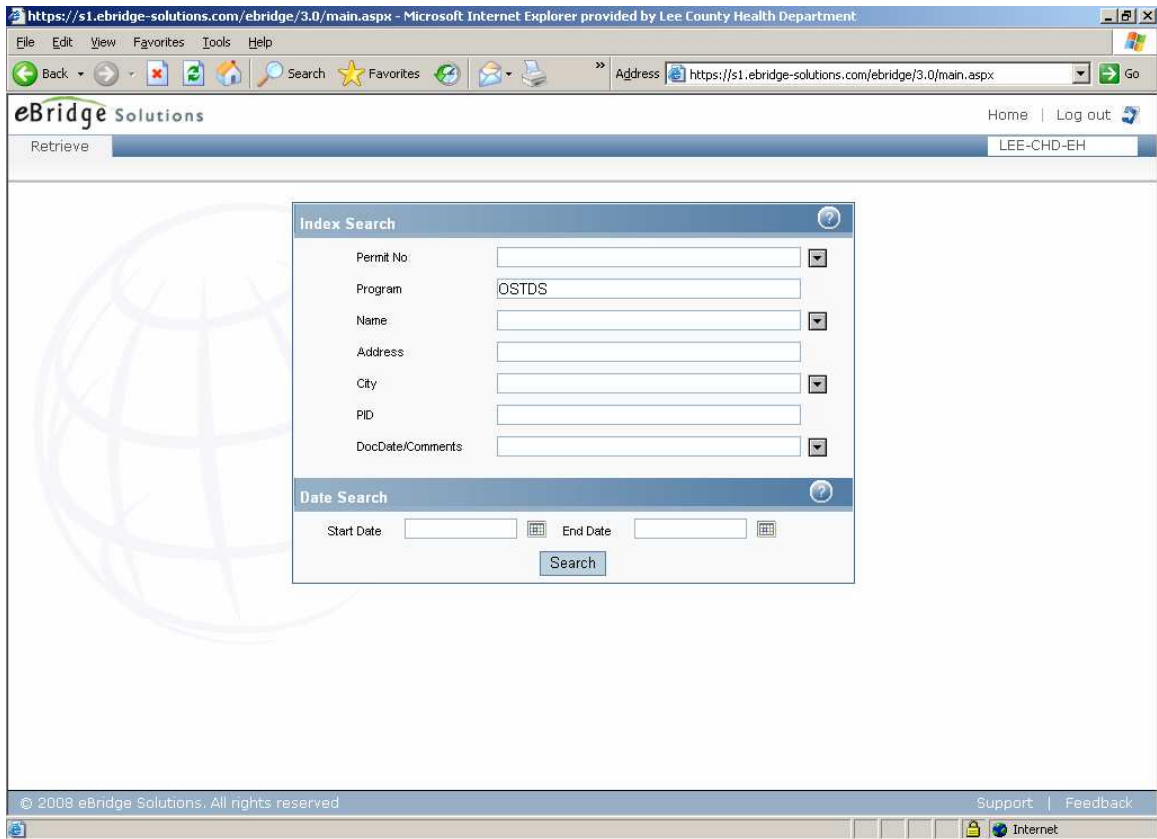 https://s1.ebridge-solutions.com/ebridge/3.0/main.aspx - Microsoft Internet Explorer provided by Lee County Health Department
File Edit View Favorites Tools Help
Back Search Favorites » Address https://s1.ebridge-solutions.com/ebridge/3.0/main.aspx Go
eBridge Solutions Home | Log out
Retrieve LEE-CHD-EH
Index Search ?
Permit No
Program OSTDS
Name
Address
City
PID
DocDate/Comments
Date Search ?
Start Date End Date
Search
© 2008 eBridge Solutions. All rights reserved Support | Feedback
Internet